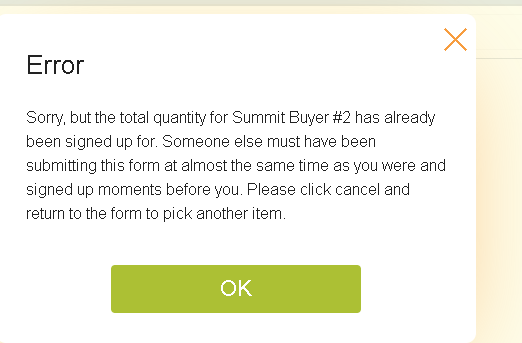 Error
Sorry, but the total quantity for Summit Buyer #2 has already
been signed up for. Someone else must have been
submitting this form at almost the same time as you were and
signed up moments before you. Please click cancel and
return to the form to pick another item.
OK